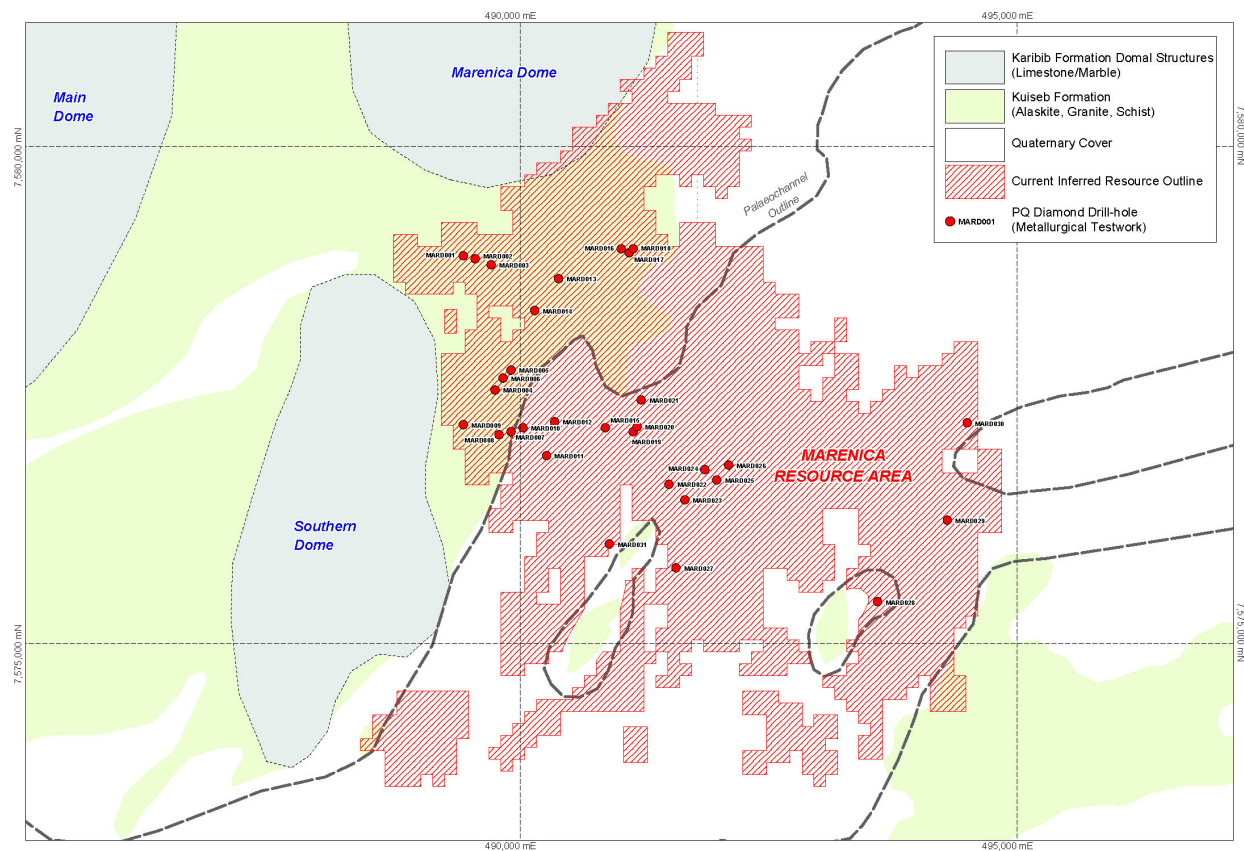 490,000 mE
495,000 mE
Karibib Formation Domal Structures
(Limestone/Marble)
Kuiseb Formation
(Alaskite, Granite, Schist)
Quaternary Cover
Current Inferred Resource Outline
MARD001
PQ Diamond Drill-hole
(Metallurgical Testwork)
Marenica Dome
Main
Dome
7,580,000 mN
7,580,000 mN
Palaeochannel
Outline
MARD001
MARD002
MARD003
MARD016
MARD018
MARD017
MARD013
MARD014
MARD005
MARD006
MARD004
MARD021
MARD009
MARD008
MARD007
MARD010
MARD012
MARD015
MARD020
MARD019
MARD030
MARD011
MARENICA
RESOURCE AREA
MARD024
MARD026
MARD025
MARD022
MARD023
MARD029
Southern
Dome
MARD031
MARD027
MARD028
7,575,000 mN
7,575,000 mN
490,000 mE
495,000 mE